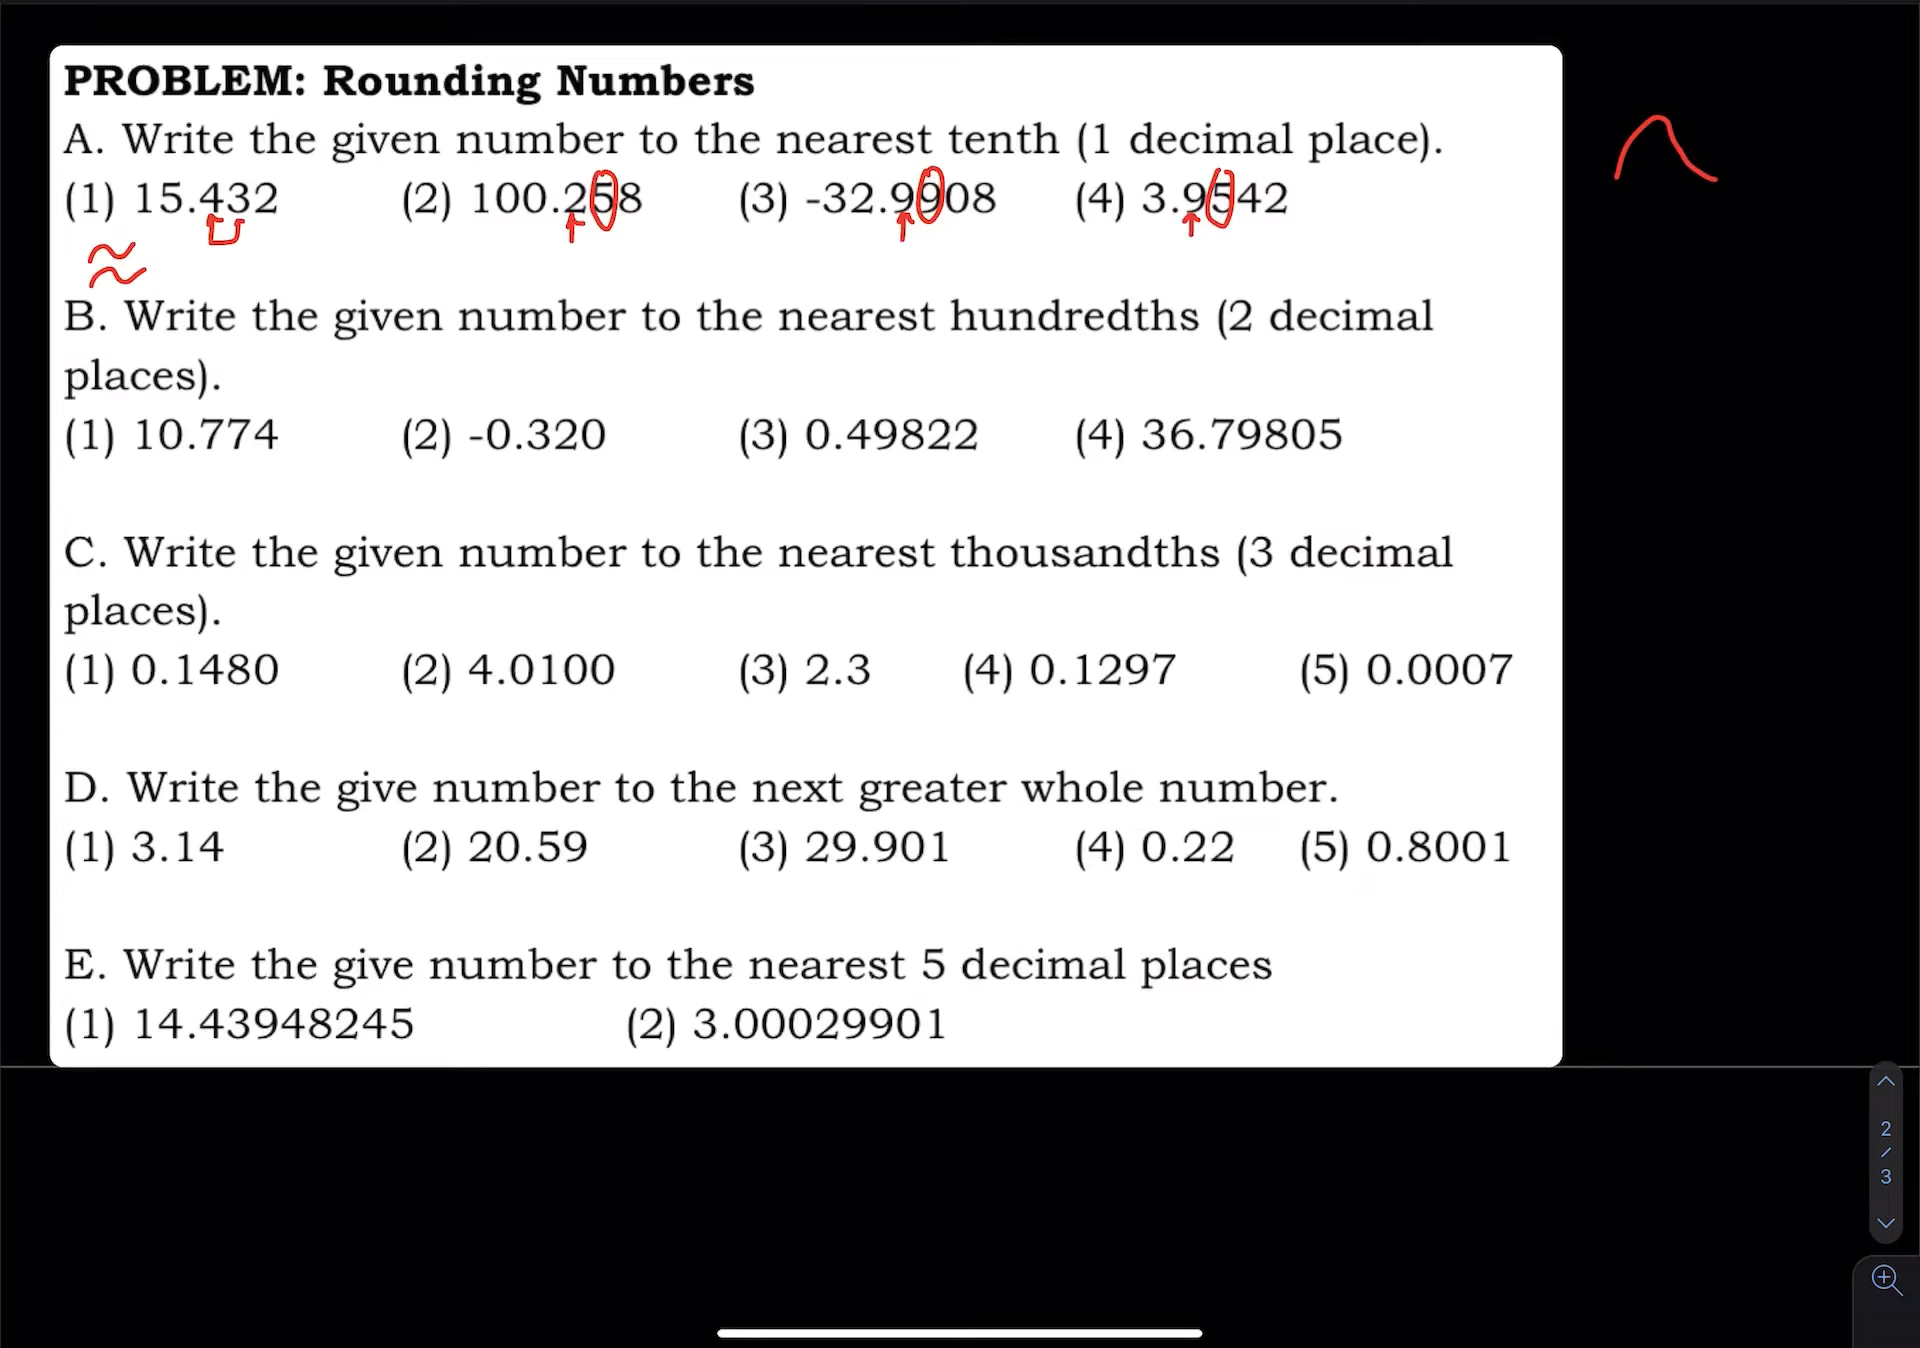 PROBLEM: Rounding Numbers
A. Write the given number to the nearest tenth (1 decimal place).
(1) 15.432 (2) 100.258 (3) -32.9908 (4) 3.9542
≈
B. Write the given number to the nearest hundredths (2 decimal
places).
(1) 10.774 (2) -0.320 (3) 0.49822 (4) 36.79805
C. Write the given number to the nearest thousandths (3 decimal
places).
(1) 0.1480 (2) 4.0100 (3) 2.3 (4) 0.1297 (5) 0.0007
D. Write the give number to the next greater whole number.
(1) 3.14 (2) 20.59 (3) 29.901 (4) 0.22 (5) 0.8001
E. Write the give number to the nearest 5 decimal places
(1) 14.43948245 (2) 3.00029901
2
/
3